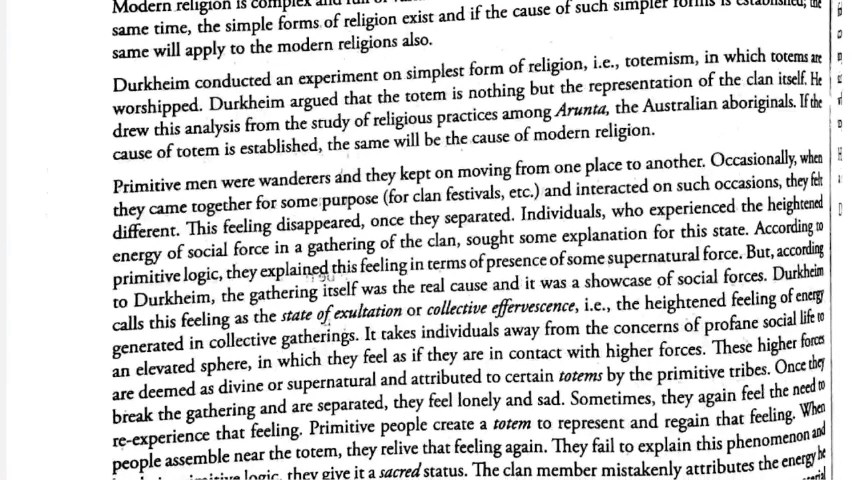 Modern religion is complex and full of
same time, the simple forms of religion exist and if the cause of such simpler forms is established, the
same will apply to the modern religions also.
Durkheim conducted an experiment on simplest form of religion, i.e., totemism, in which totems are
worshipped. Durkheim argued that the totem is nothing but the representation of the clan itself. He
drew this analysis from the study of religious practices among Arunta, the Australian aboriginals. If the
cause of totem is established, the same will be the cause of modern religion.
Primitive men were wanderers and they kept on moving from one place to another. Occasionally, when
they came together for some purpose (for clan festivals, etc.) and interacted on such occasions, they felt
different. This feeling disappeared, once they separated. Individuals, who experienced the heightened
energy of social force in a gathering of the clan, sought some explanation for this state. According to
primitive logic, they explained this feeling in terms of presence of some supernatural force. But, according
to Durkheim, the gathering itself was the real cause and it was a showcase of social forces. Durkheim
calls this feeling as the state of exultation or collective effervescence, i.e., the heightened feeling of energy
generated in collective gatherings. It takes individuals away from the concerns of profane social life to
an elevated sphere, in which they feel as if they are in contact with higher forces. These higher forces
are deemed as divine or supernatural and attributed to certain totems by the primitive tribes. Once they
break the gathering and are separated, they feel lonely and sad. Sometimes, they again feel the need to
re-experience that feeling. Primitive people create a totem to represent and regain that feeling. When
people assemble near the totem, they relive that feeling again. They fail to explain this phenomenon and
logic, they give it a sacred status. The clan member mistakenly attributes the energy he